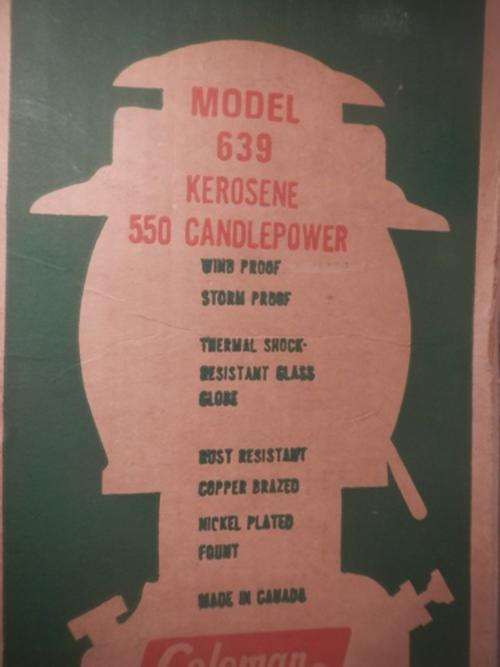 MODEL
639
KEROSENE
550 CANDLEPOWER
WIND PROOF
STORM PROOF
THERMAL SHOCK-
RESISTANT GLASS
GLOBE
RUST RESISTANT
COPPER BRAZED
NICKEL PLATED
FOUNT
MADE IN CANADA
Coleman